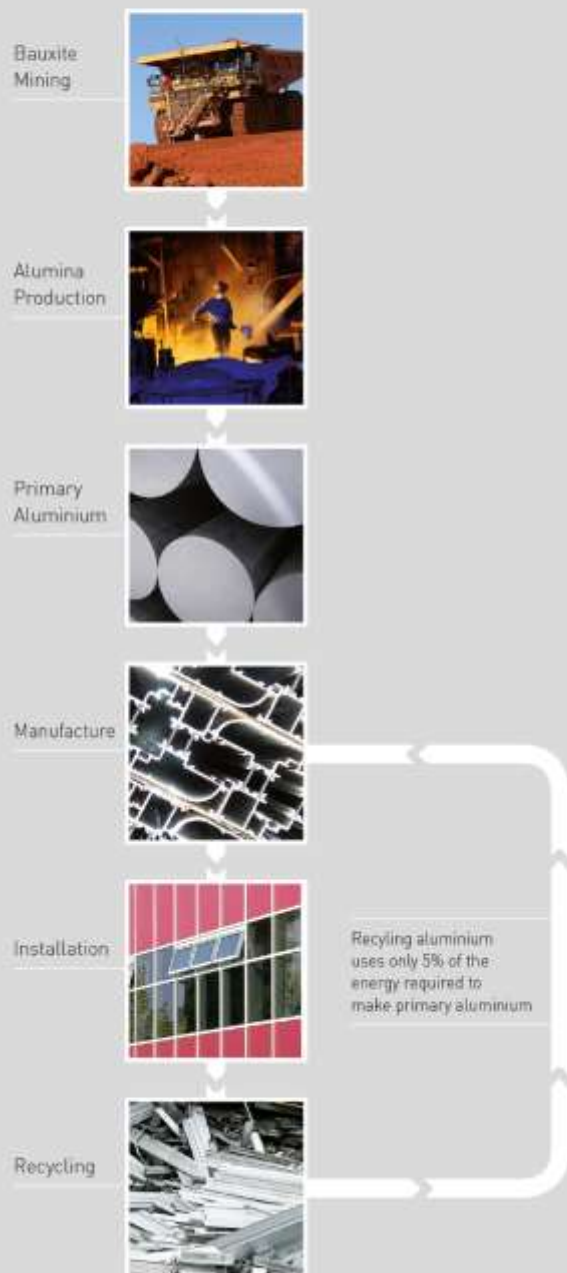 Bauxite
Mining
Alumina
Production
Primary
Aluminium
Manufacture
Installation
Recyling aluminium
uses only 5% of the
energy required to
make primary aluminium
Recycling